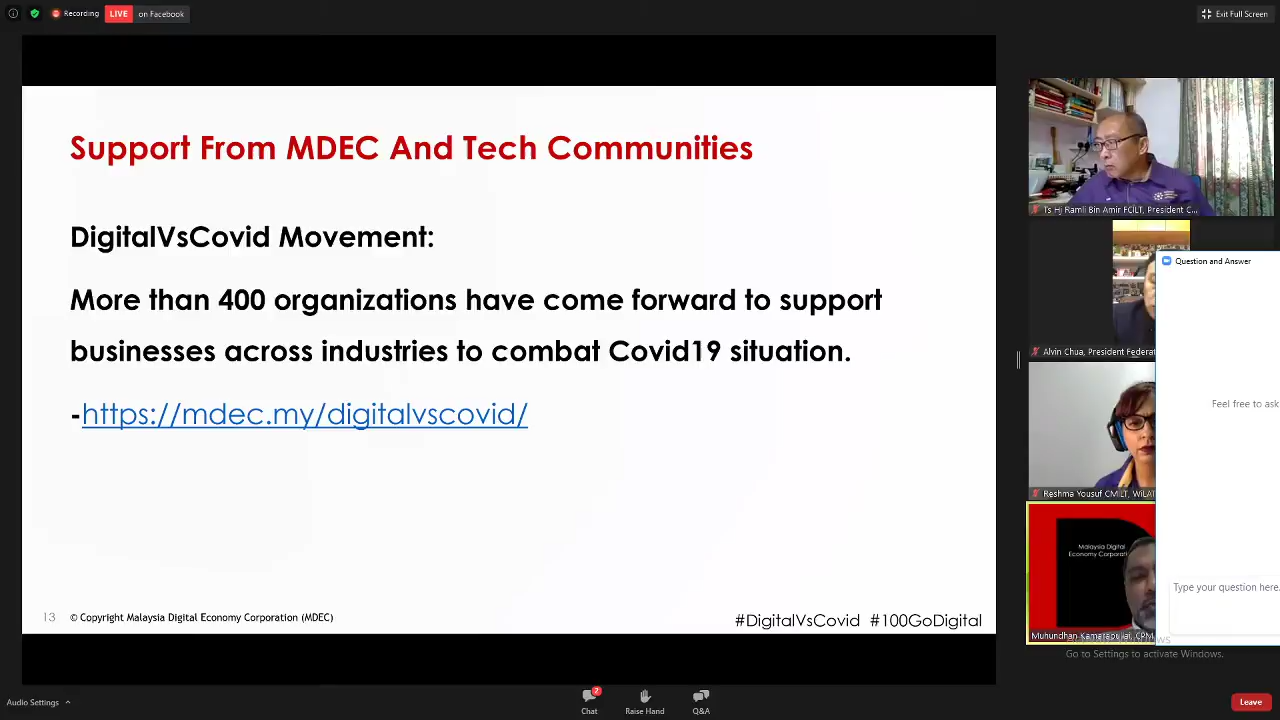 Recording
LIVE on Facebook
Exit Full Screen
Support From MDEC And Tech Communities
DigitalVsCovid Movement:
More than 400 organizations have come forward to support
businesses across industries to combat Covid19 situation.
-https://mdec.my/digitalvscovid/
13 © Copyright Malaysia Digital Economy Corporation (MDEC)
#DigitalVsCovid #100GoDigital
Ts Hj Ramli Bin Amir FCILT, President C...
Question and Answer
Alvin Chua, President Federat
Feel free to ask
Reshma Yousuf CMILT, WiLAT
Malaysia Digital
Economy Corporati
Type your question here.
CPM
Go to Settings to activate Windows.
Audio Settings
2
Chat
Raise Hand
Q&A
Leave